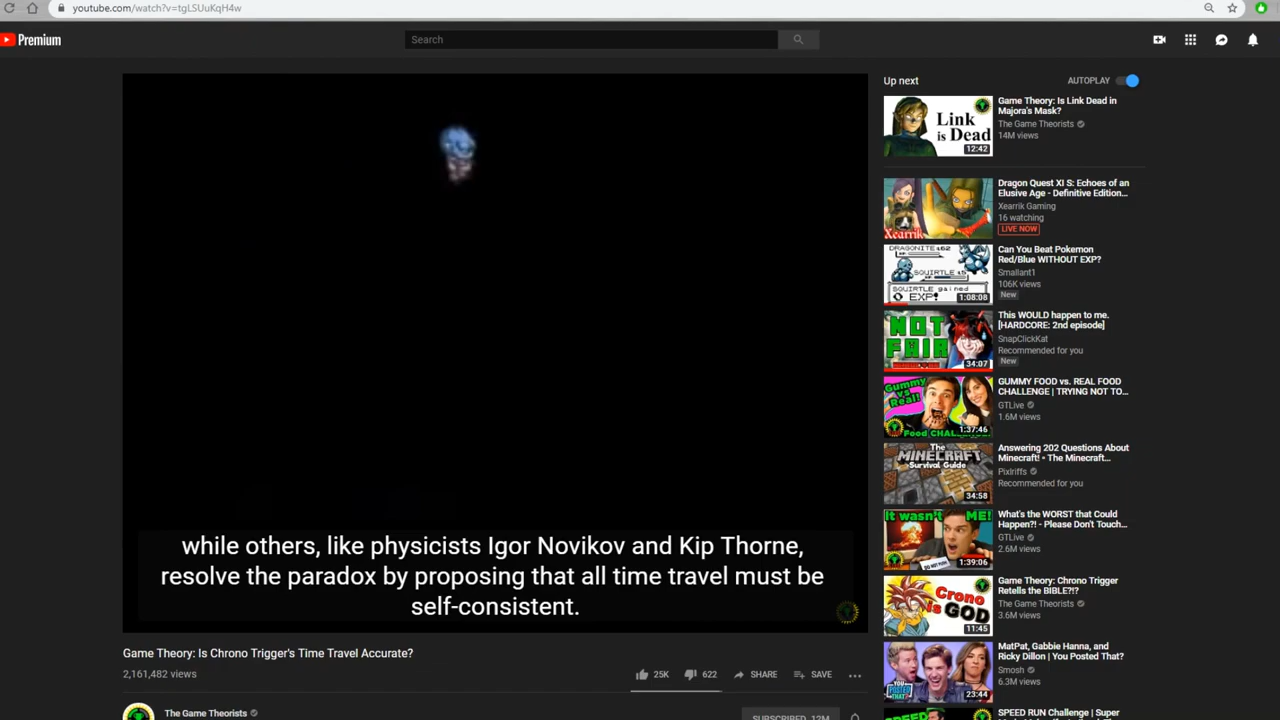 youtube.com/watch?v=tgLSUuKqH4w
Premium
Search
while others, like physicists Igor Novikov and Kip Thorne,
resolve the paradox by proposing that all time travel must be
self-consistent.
Game Theory: Is Chrono Trigger's Time Travel Accurate?
2,161,482 views
25K
622
SHARE
SAVE
The Game Theorists
SUBSCRIBED 12M
Up next
AUTOPLAY
Link
is Dead
12:42
Game Theory: Is Link Dead in
Majora's Mask?
The Game Theorists
14M views
Xearrik
Dragon Quest XI S: Echoes of an
Elusive Age - Definitive Edition...
Xearrik Gaming
16 watching
LIVE NOW
DRAGONITE
SQUIRTLE
SQUIRTLE gained
EXP!
1:08:08
Can You Beat Pokemon
Red/Blue WITHOUT EXP?
Smallant1
106K views
New
NOT
FAIR
34:07
This WOULD happen to me.
[HARDCORE: 2nd episode]
SnapClickKat
Recommended for you
New
Gummy
vs
Real!
Food CHALLENGE!
1:37:46
GUMMY FOOD vs. REAL FOOD
CHALLENGE | TRYING NOT TO...
GTLive
1.6M views
The
MINECRAFT
Survival Guide
34:58
Answering 202 Questions About
Minecraft! - The Minecraft...
Pixlriffs
Recommended for you
It wasn't ME!
1:39:06
What's the WORST that Could
Happen?! - Please Don't Touch...
GTLive
2.6M views
Crono
is GOD
11:45
Game Theory: Chrono Trigger
Retells the BIBLE?!?
The Game Theorists
3.6M views
YOU
POSTED
THAT
23:44
MatPat, Gabbie Hanna, and
Ricky Dillon | You Posted That?
Smosh
6.3M views
SPEED RUN Challenge | Super